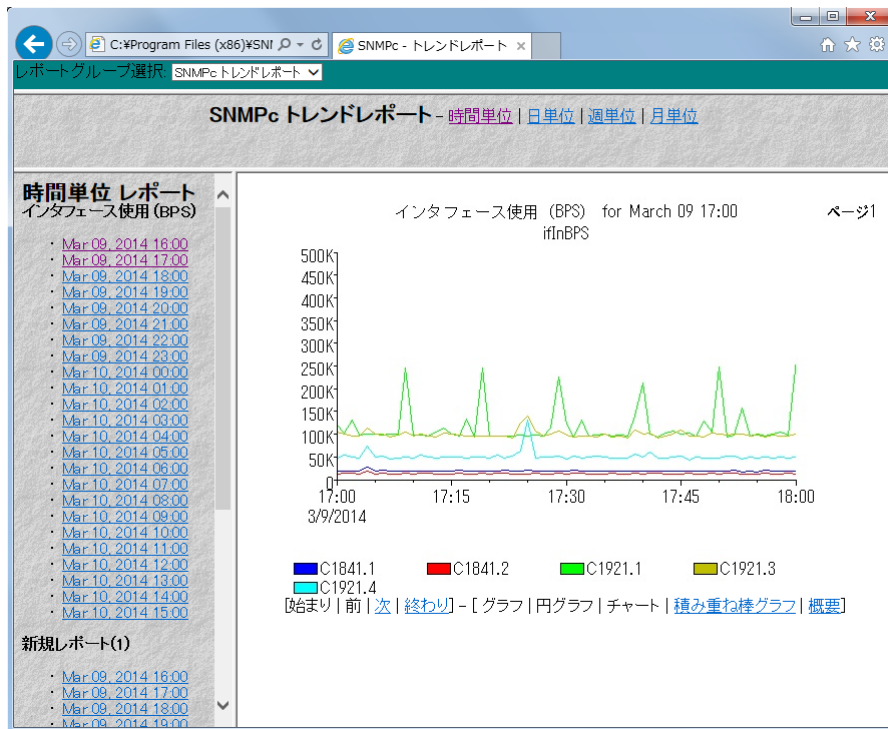 C:¥Program Files (x86)¥SNI
SNMPc - トレンドレポート ×
レポートグループ選択: SNMPc トレンドレポート
SNMPc トレンドレポート - 時間単位 | 日単位 | 週単位 | 月単位
時間単位 レポート
インタフェース使用 (BPS)
・ Mar 09, 2014 16:00
・ Mar 09, 2014 17:00
・ Mar 09, 2014 18:00
・ Mar 09, 2014 19:00
・ Mar 09, 2014 20:00
・ Mar 09, 2014 21:00
・ Mar 09, 2014 22:00
・ Mar 09, 2014 23:00
・ Mar 10, 2014 00:00
・ Mar 10, 2014 01:00
・ Mar 10, 2014 02:00
・ Mar 10, 2014 03:00
・ Mar 10, 2014 04:00
・ Mar 10, 2014 05:00
・ Mar 10, 2014 06:00
・ Mar 10, 2014 07:00
・ Mar 10, 2014 08:00
・ Mar 10, 2014 09:00
・ Mar 10, 2014 10:00
・ Mar 10, 2014 11:00
・ Mar 10, 2014 12:00
・ Mar 10, 2014 13:00
・ Mar 10, 2014 14:00
・ Mar 10, 2014 15:00
新規レポート(1)
・ Mar 09, 2014 16:00
・ Mar 09, 2014 17:00
・ Mar 09, 2014 18:00
・ Mar 09, 2014 19:00
インタフェース使用 (BPS) for March 09 17:00 ページ1
ifInBPS
500K
450K
400K
350K
300K
250K
200K
150K
100K
50K
0
17:00 17:15 17:30 17:45 18:00
3/9/2014
C1841.1 C1841.2 C1921.1 C1921.3
C1921.4
[始まり | 前 | 次 | 終わり] - [ グラフ | 円グラフ | チャート | 積み重ね棒グラフ | 概要]